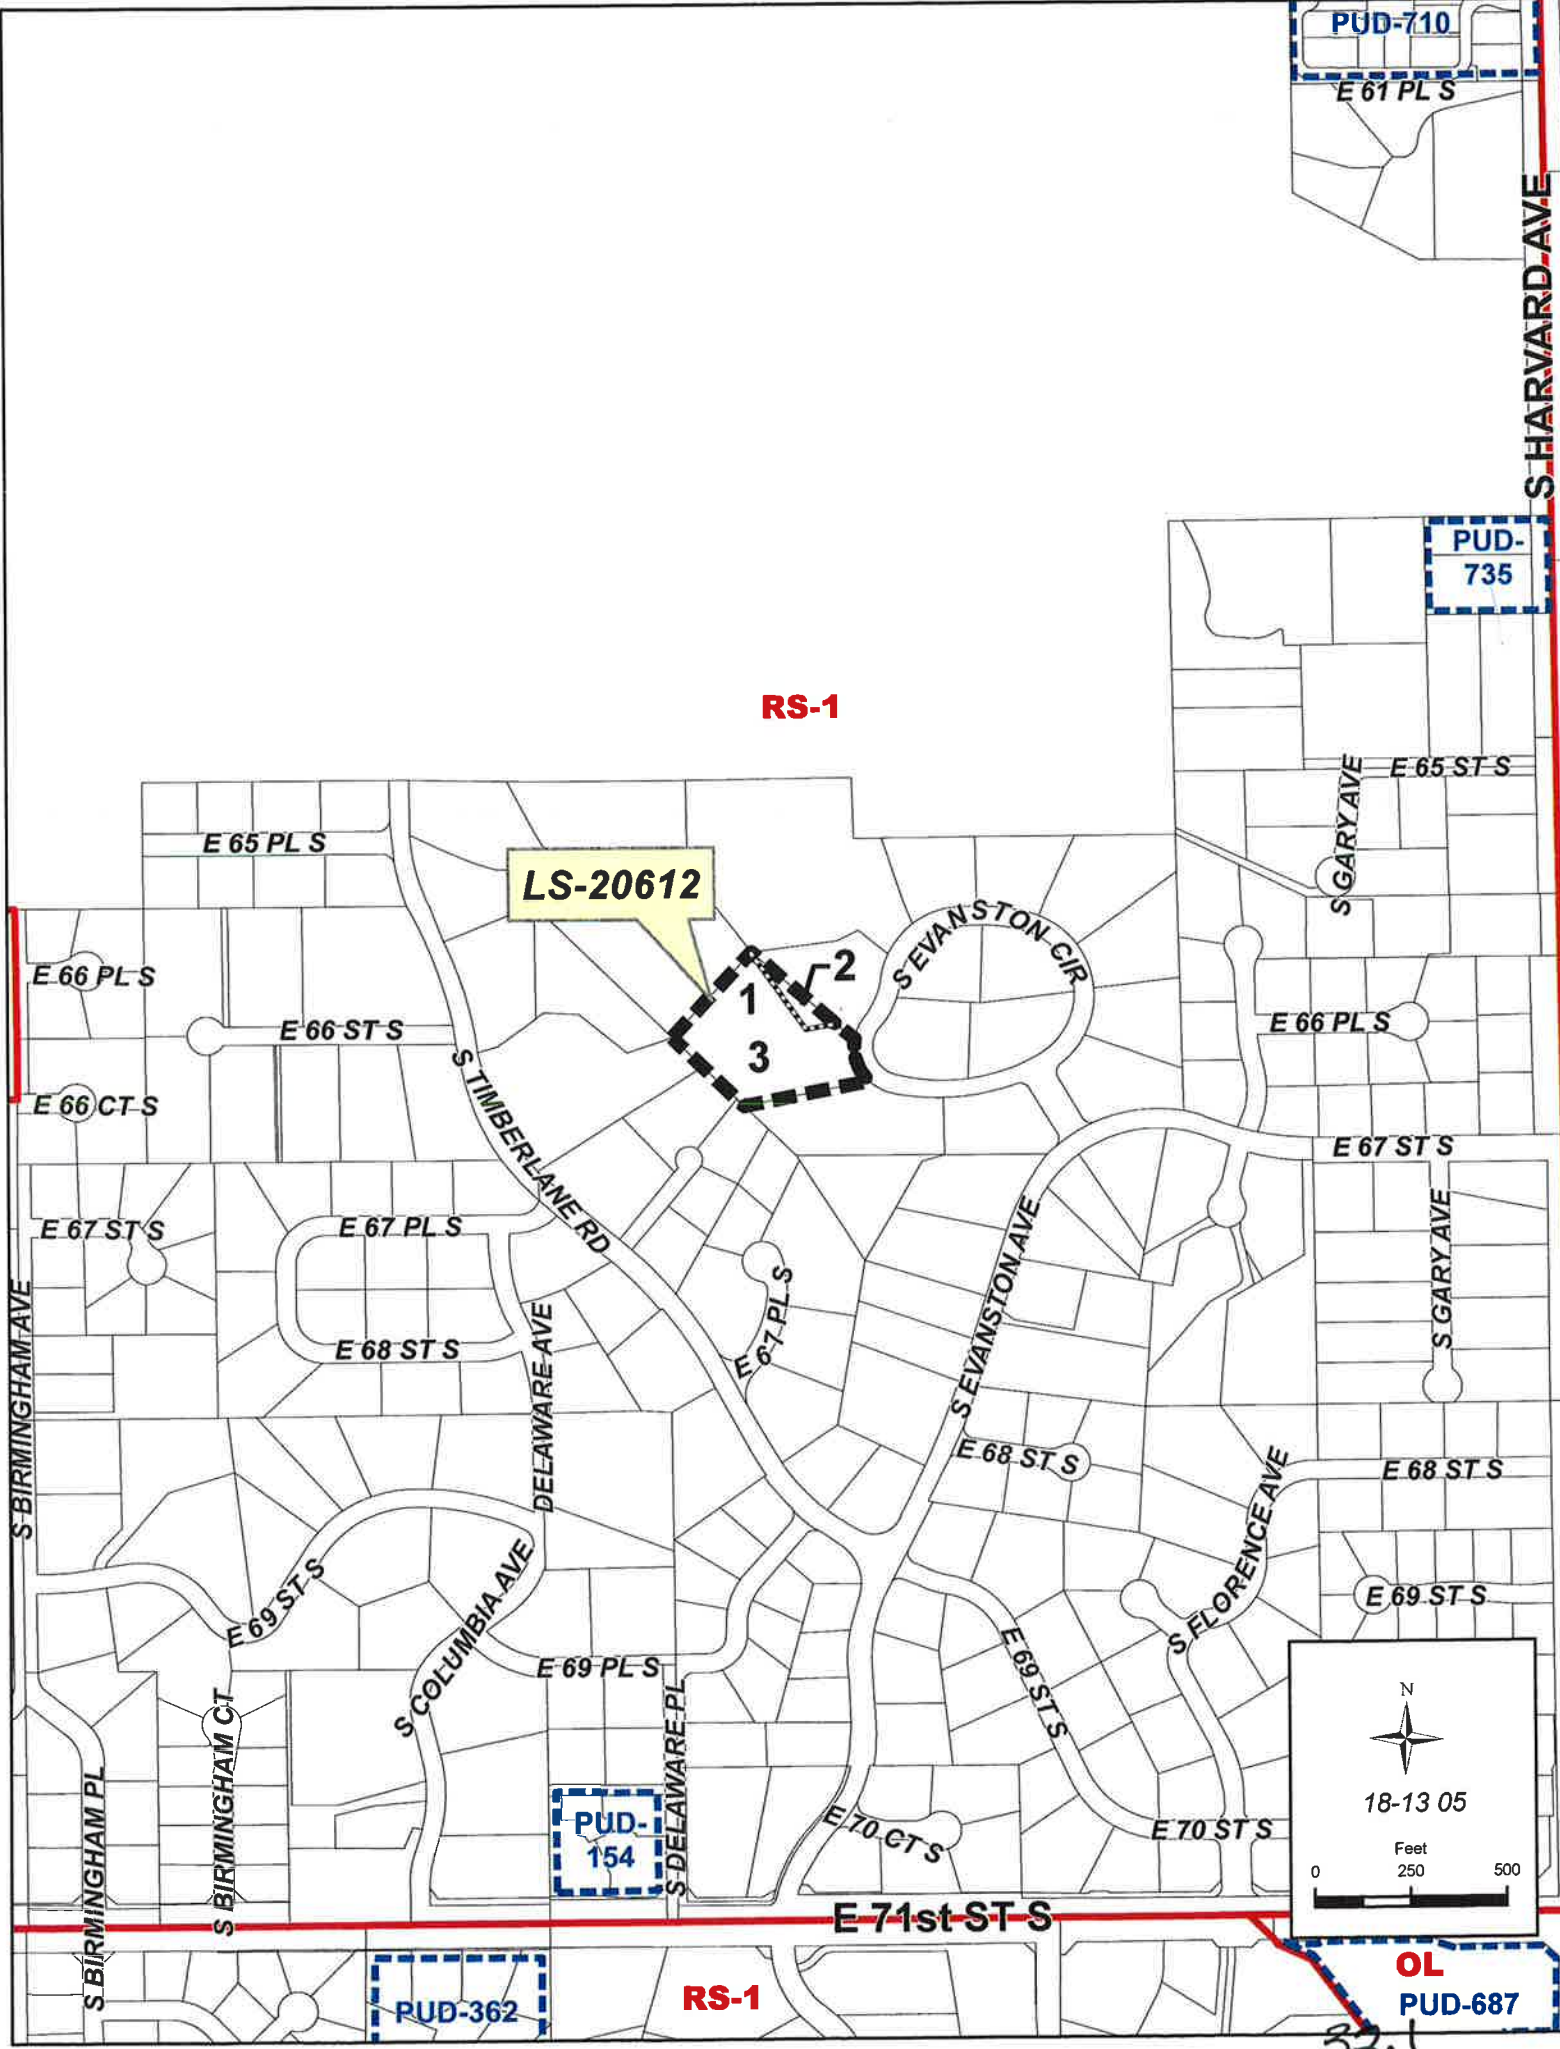 PUD-710
E 61 PL S
S HARVARD AVE
PUD-
735
RS-1
E 65 ST S
S GARY AVE
E 65 PL S
LS-20612
S EVANSTON CIR
2
1
3
E 66 PL S
E 66 ST S
E 66 PL S
E 66 CT S
S TIMBERLANE RD
E 67 ST S
E 67 ST S
E 67 PL S
S GARY AVE
S EVANSTON AVE
E 67 PL S
S BIRMINGHAM AVE
E 68 ST S
DELAWARE AVE
E 68 ST S
E 68 ST S
S FLORENCE AVE
E 69 ST S
E 69 ST S
S COLUMBIA AVE
E 69 PL S
E 69 ST S
S DELAWARE PL
S BIRMINGHAM CT
S BIRMINGHAM PL
PUD-
154
E 70 CT S
E 70 ST S
N
18-13 05
Feet
0 250 500
E 71st ST S
PUD-362
RS-1
OL
PUD-687
32.1